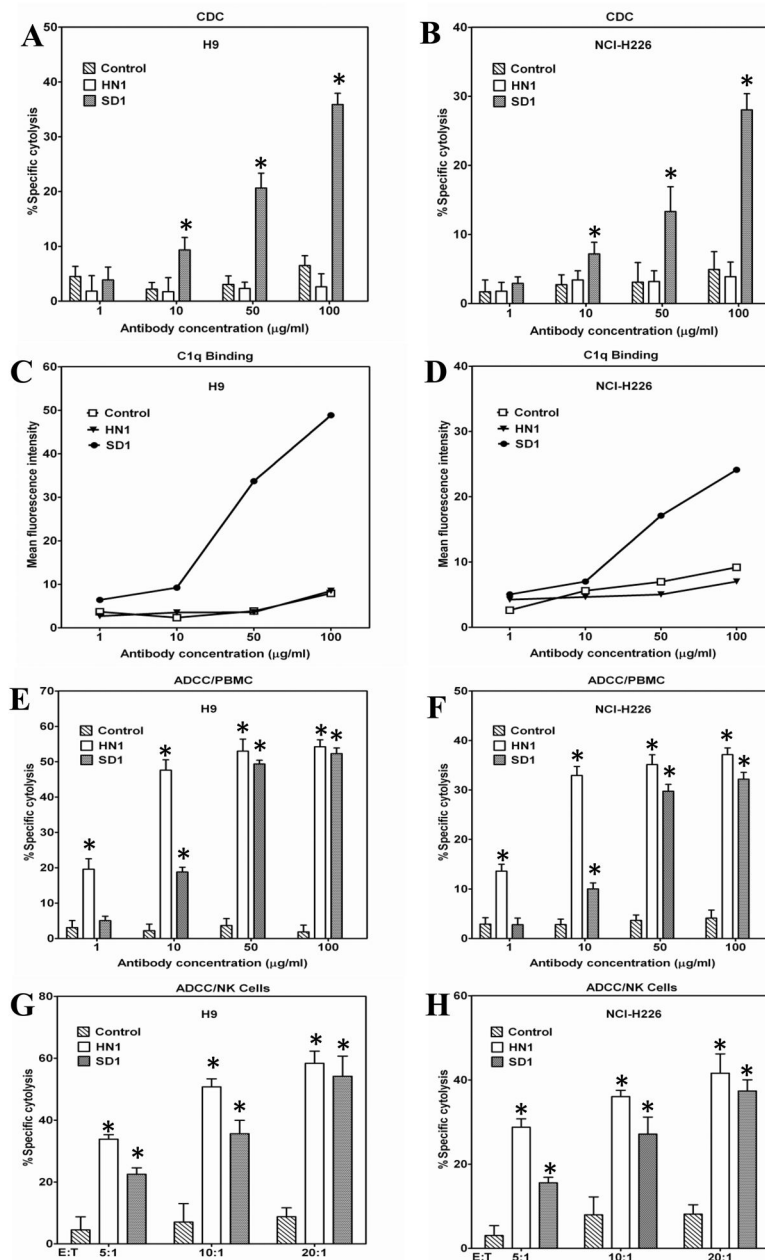 A
CDC
H9
Control
HN1
SD1
% Specific cytolysis
50
40
30
20
10
0
*
*
*
1
10
50
100
Antibody concentration (μg/ml)
B
CDC
NCI-H226
Control
HN1
SD1
% Specific cytolysis
40
30
20
10
0
*
*
*
1
10
50
100
Antibody concentration (μg/ml)
C
C1q Binding
H9
Control
HN1
SD1
Mean fluorescence intensity
60
50
40
30
20
10
0
1
10
50
100
Antibody concentration (μg/ml)
D
C1q Binding
NCI-H226
Control
HN1
SD1
Mean fluorescence intensity
40
30
20
10
0
1
10
50
100
Antibody concentration (μg/ml)
E
ADCC/PBMC
H9
Control
HN1
SD1
% Specific cytolysis
70
60
50
40
30
20
10
0
*
*
*
*
*
*
*
1
10
50
100
Antibody concentration (μg/ml)
F
ADCC/PBMC
NCI-H226
Control
HN1
SD1
% Specific cytolysis
50
40
30
20
10
0
*
*
*
*
*
*
*
1
10
50
100
Antibody concentration (μg/ml)
G
ADCC/NK Cells
H9
Control
HN1
SD1
% Specific cytolysis
80
60
40
20
0
*
*
*
*
*
*
E:T
5:1
10:1
20:1
H
ADCC/NK Cells
NCI-H226
Control
HN1
SD1
% Specific cytolysis
60
40
20
0
*
*
*
*
*
*
E:T
5:1
10:1
20:1